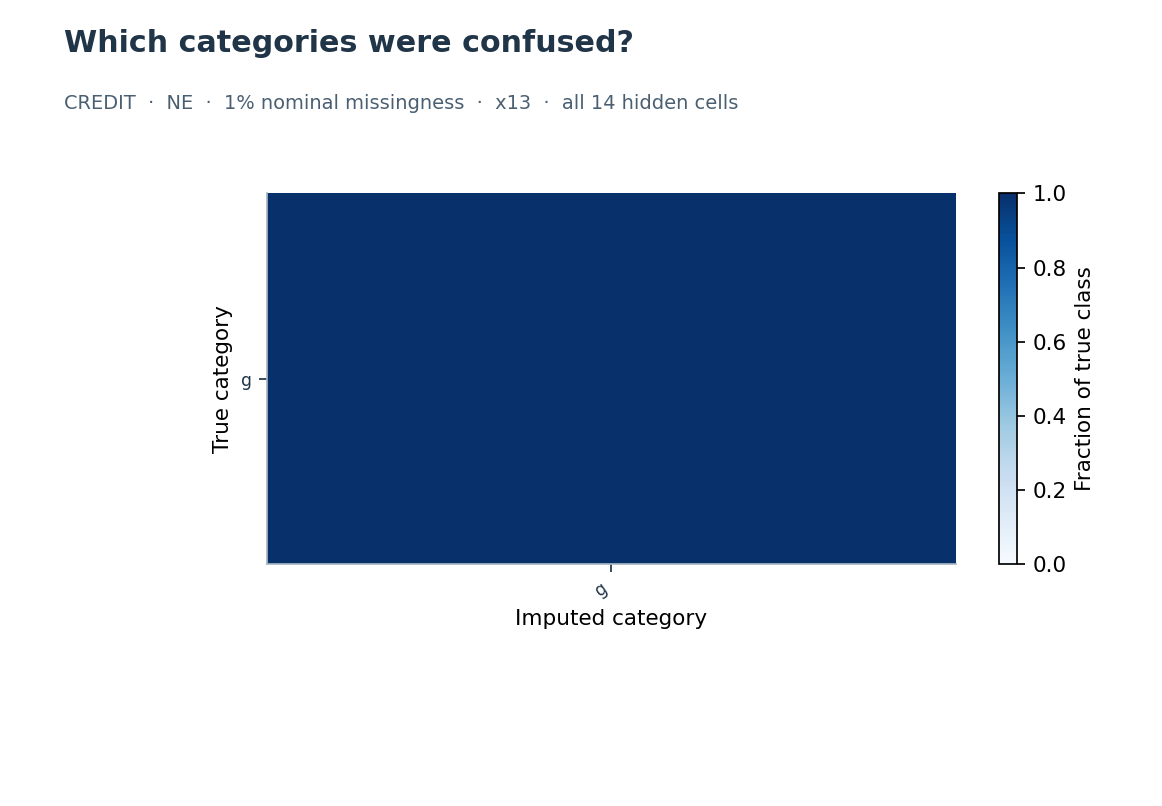 Which categories were confused?
CREDIT · NE · 1% nominal missingness · x13 · all 14 hidden cells
True category
g
g
Imputed category
1.0
0.8
0.6
0.4
0.2
0.0
Fraction of true class